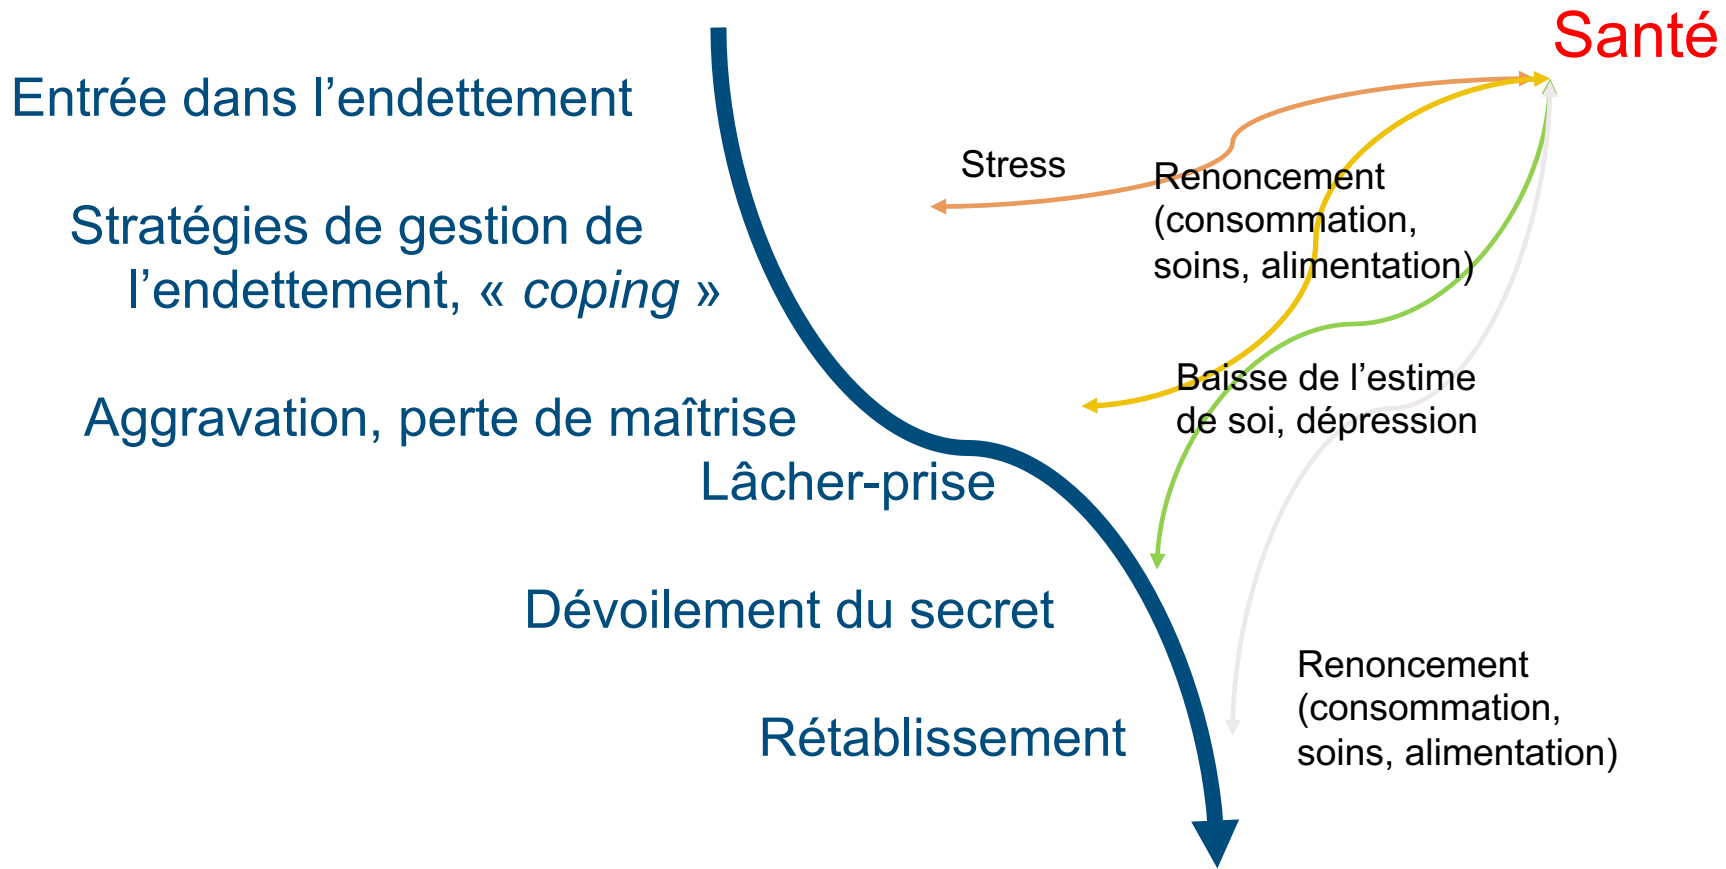 Santé
Entrée dans l’endettement
Stress
Renoncement
(consommation,
soins, alimentation)
Stratégies de gestion de
l’endettement, « coping »
Baisse de l’estime
de soi, dépression
Aggravation, perte de maîtrise
Lâcher-prise
Dévoilement du secret
Renoncement
(consommation,
soins, alimentation)
Rétablissement